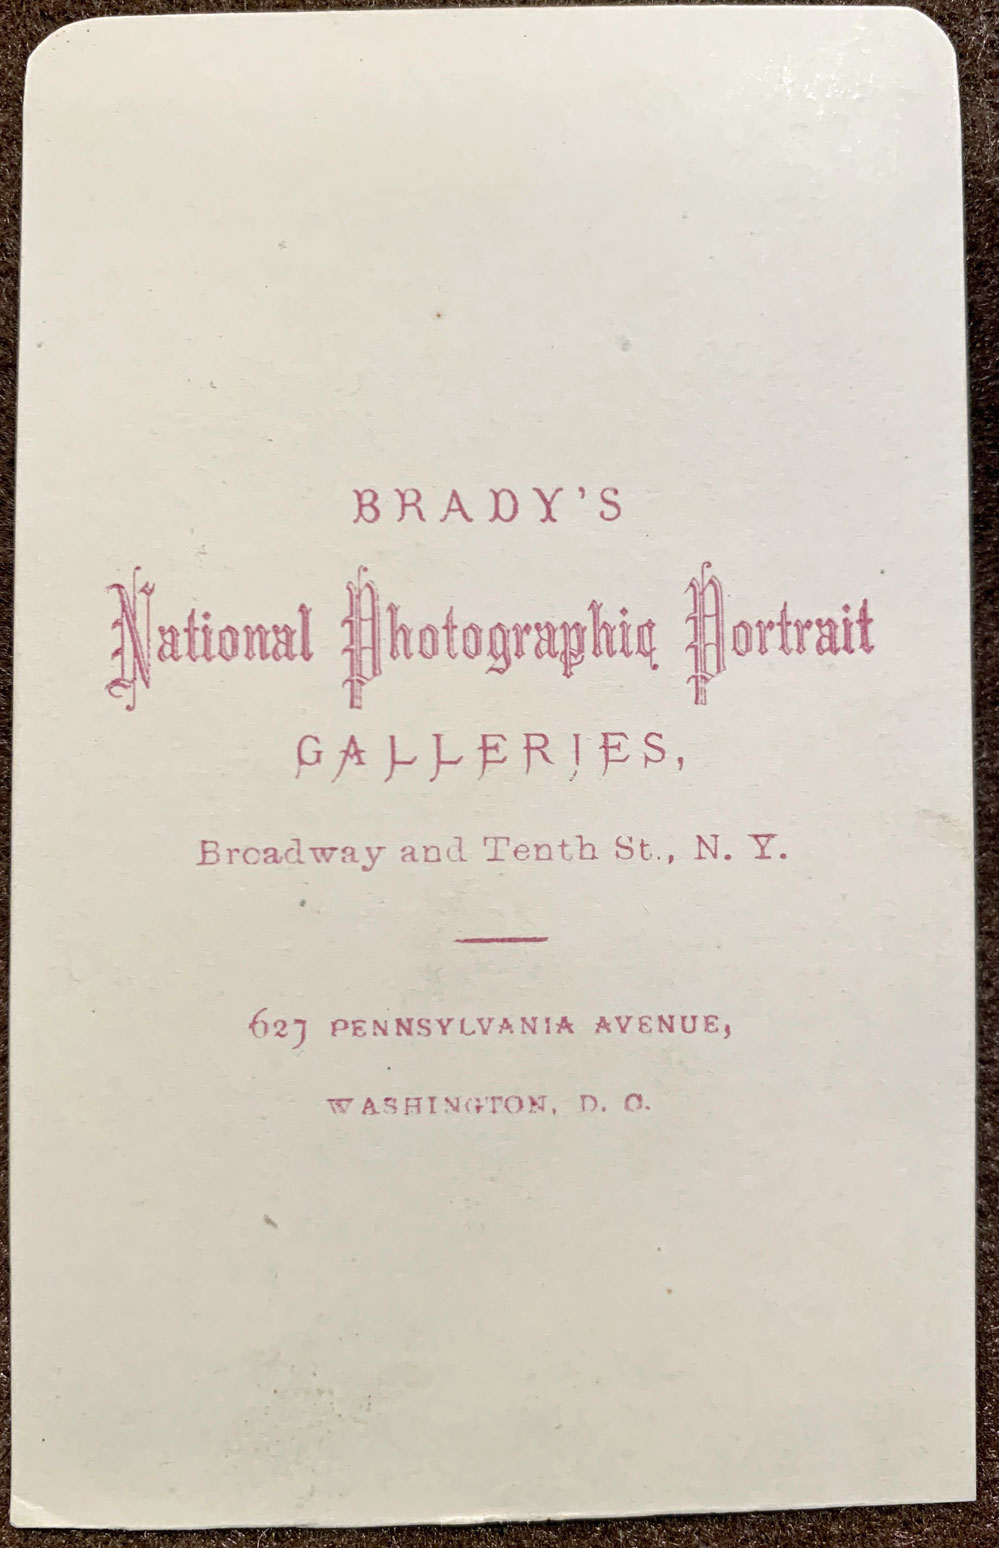 BRADY'S
National Photographic Portrait
GALLERIES,
Broadway and Tenth St., N. Y.
627 PENNSYLVANIA AVENUE,
WASHINGTON, D. C.